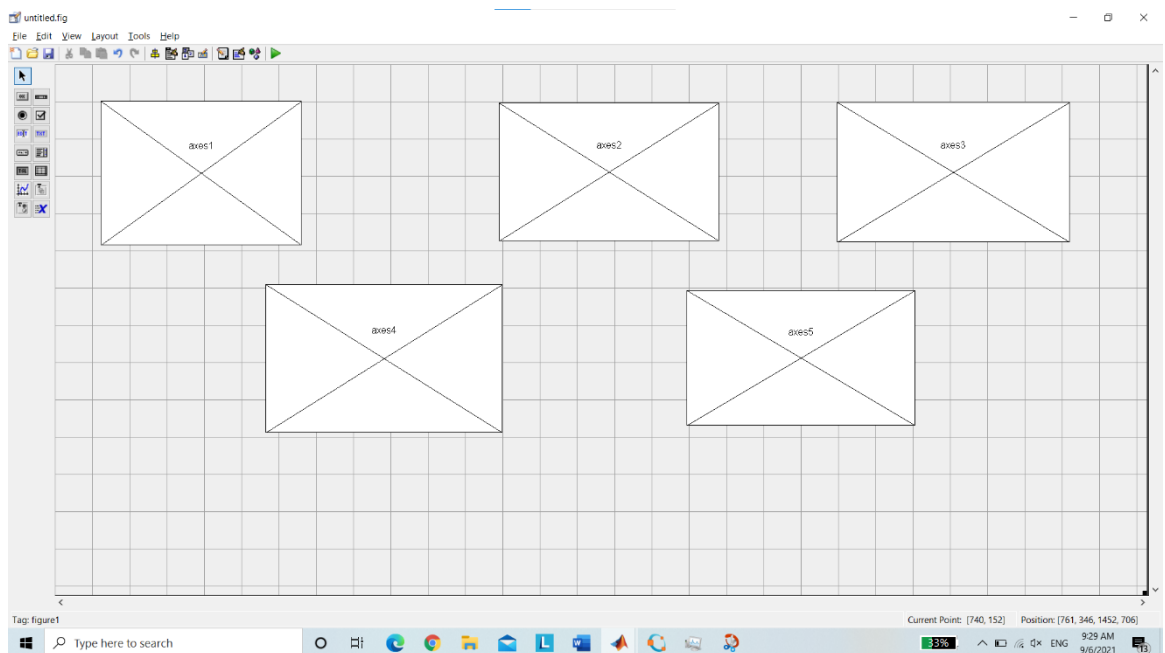 untitled.fig
File Edit View Layout Tools Help
axes1
axes2
axes3
axes4
axes5
Tag: figure1
Current Point: [740, 152] Position: [761, 346, 1452, 706]
Type here to search
33%
ENG
9:29 AM
9/6/2021
13